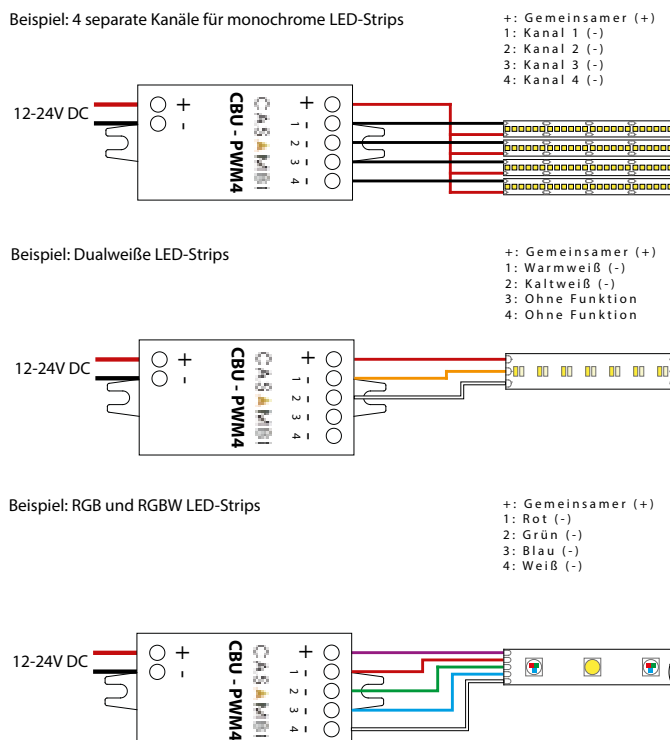 Beispiel: 4 separate Kanäle für monochrome LED-Strips
+: Gemeinsamer (+)
1: Kanal 1 (-)
2: Kanal 2 (-)
3: Kanal 3 (-)
4: Kanal 4 (-)
12-24V DC
+
-
CBU - PWM4
CASAMBI
+
1 -
2 -
3 -
4 -
Beispiel: Dualweiße LED-Strips
+: Gemeinsamer (+)
1: Warmweiß (-)
2: Kaltweiß (-)
3: Ohne Funktion
4: Ohne Funktion
12-24V DC
+
-
CBU - PWM4
CASAMBI
+
1 -
2 -
3 -
4 -
Beispiel: RGB und RGBW LED-Strips
+: Gemeinsamer (+)
1: Rot (-)
2: Grün (-)
3: Blau (-)
4: Weiß (-)
12-24V DC
+
-
CBU - PWM4
CASAMBI
+
1 -
2 -
3 -
4 -